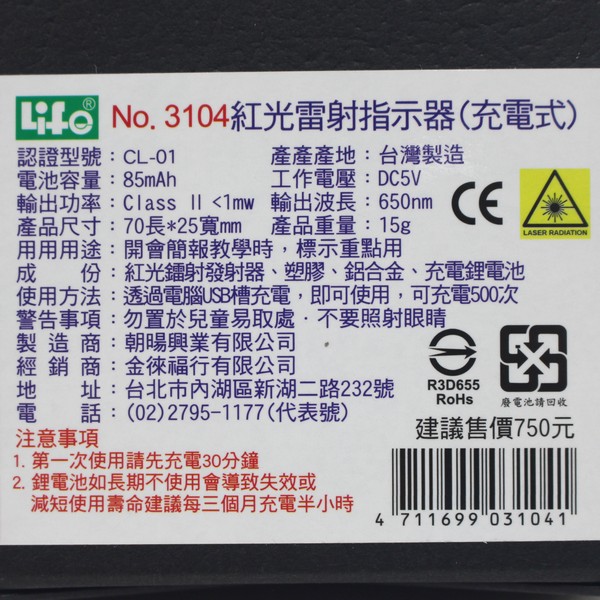 Life® No. 3104紅光雷射指示器(充電式)
認證型號：CL-01 產產產地：台灣製造
電池容量：85mAh 工作電壓：DC5V
輸出功率：Class II <1mw 輸出波長：650nm
產品尺寸：70長*25寬mm 產品重量：15g
用用用途：開會簡報教學時，標示重點用
成份：紅光鐳射發射器、塑膠、鋁合金、充電鋰電池
使用方法：透過電腦USB槽充電，即可使用，可充電500次
警告事項：勿置於兒童易取處．不要照射眼睛
製造商：朝暘興業有限公司
經銷商：金徠福行有限公司
地址：台北市內湖區新湖二路232號
電話：(02)2795-1177(代表號)
CE
LASER RADIATION
R3D655
RoHs
廢電池請回收
建議售價750元
注意事項
1. 第一次使用請先充電30分鐘
2. 鋰電池如長期不使用會導致失效或
減短使用壽命建議每三個月充電半小時
4 711699 031041